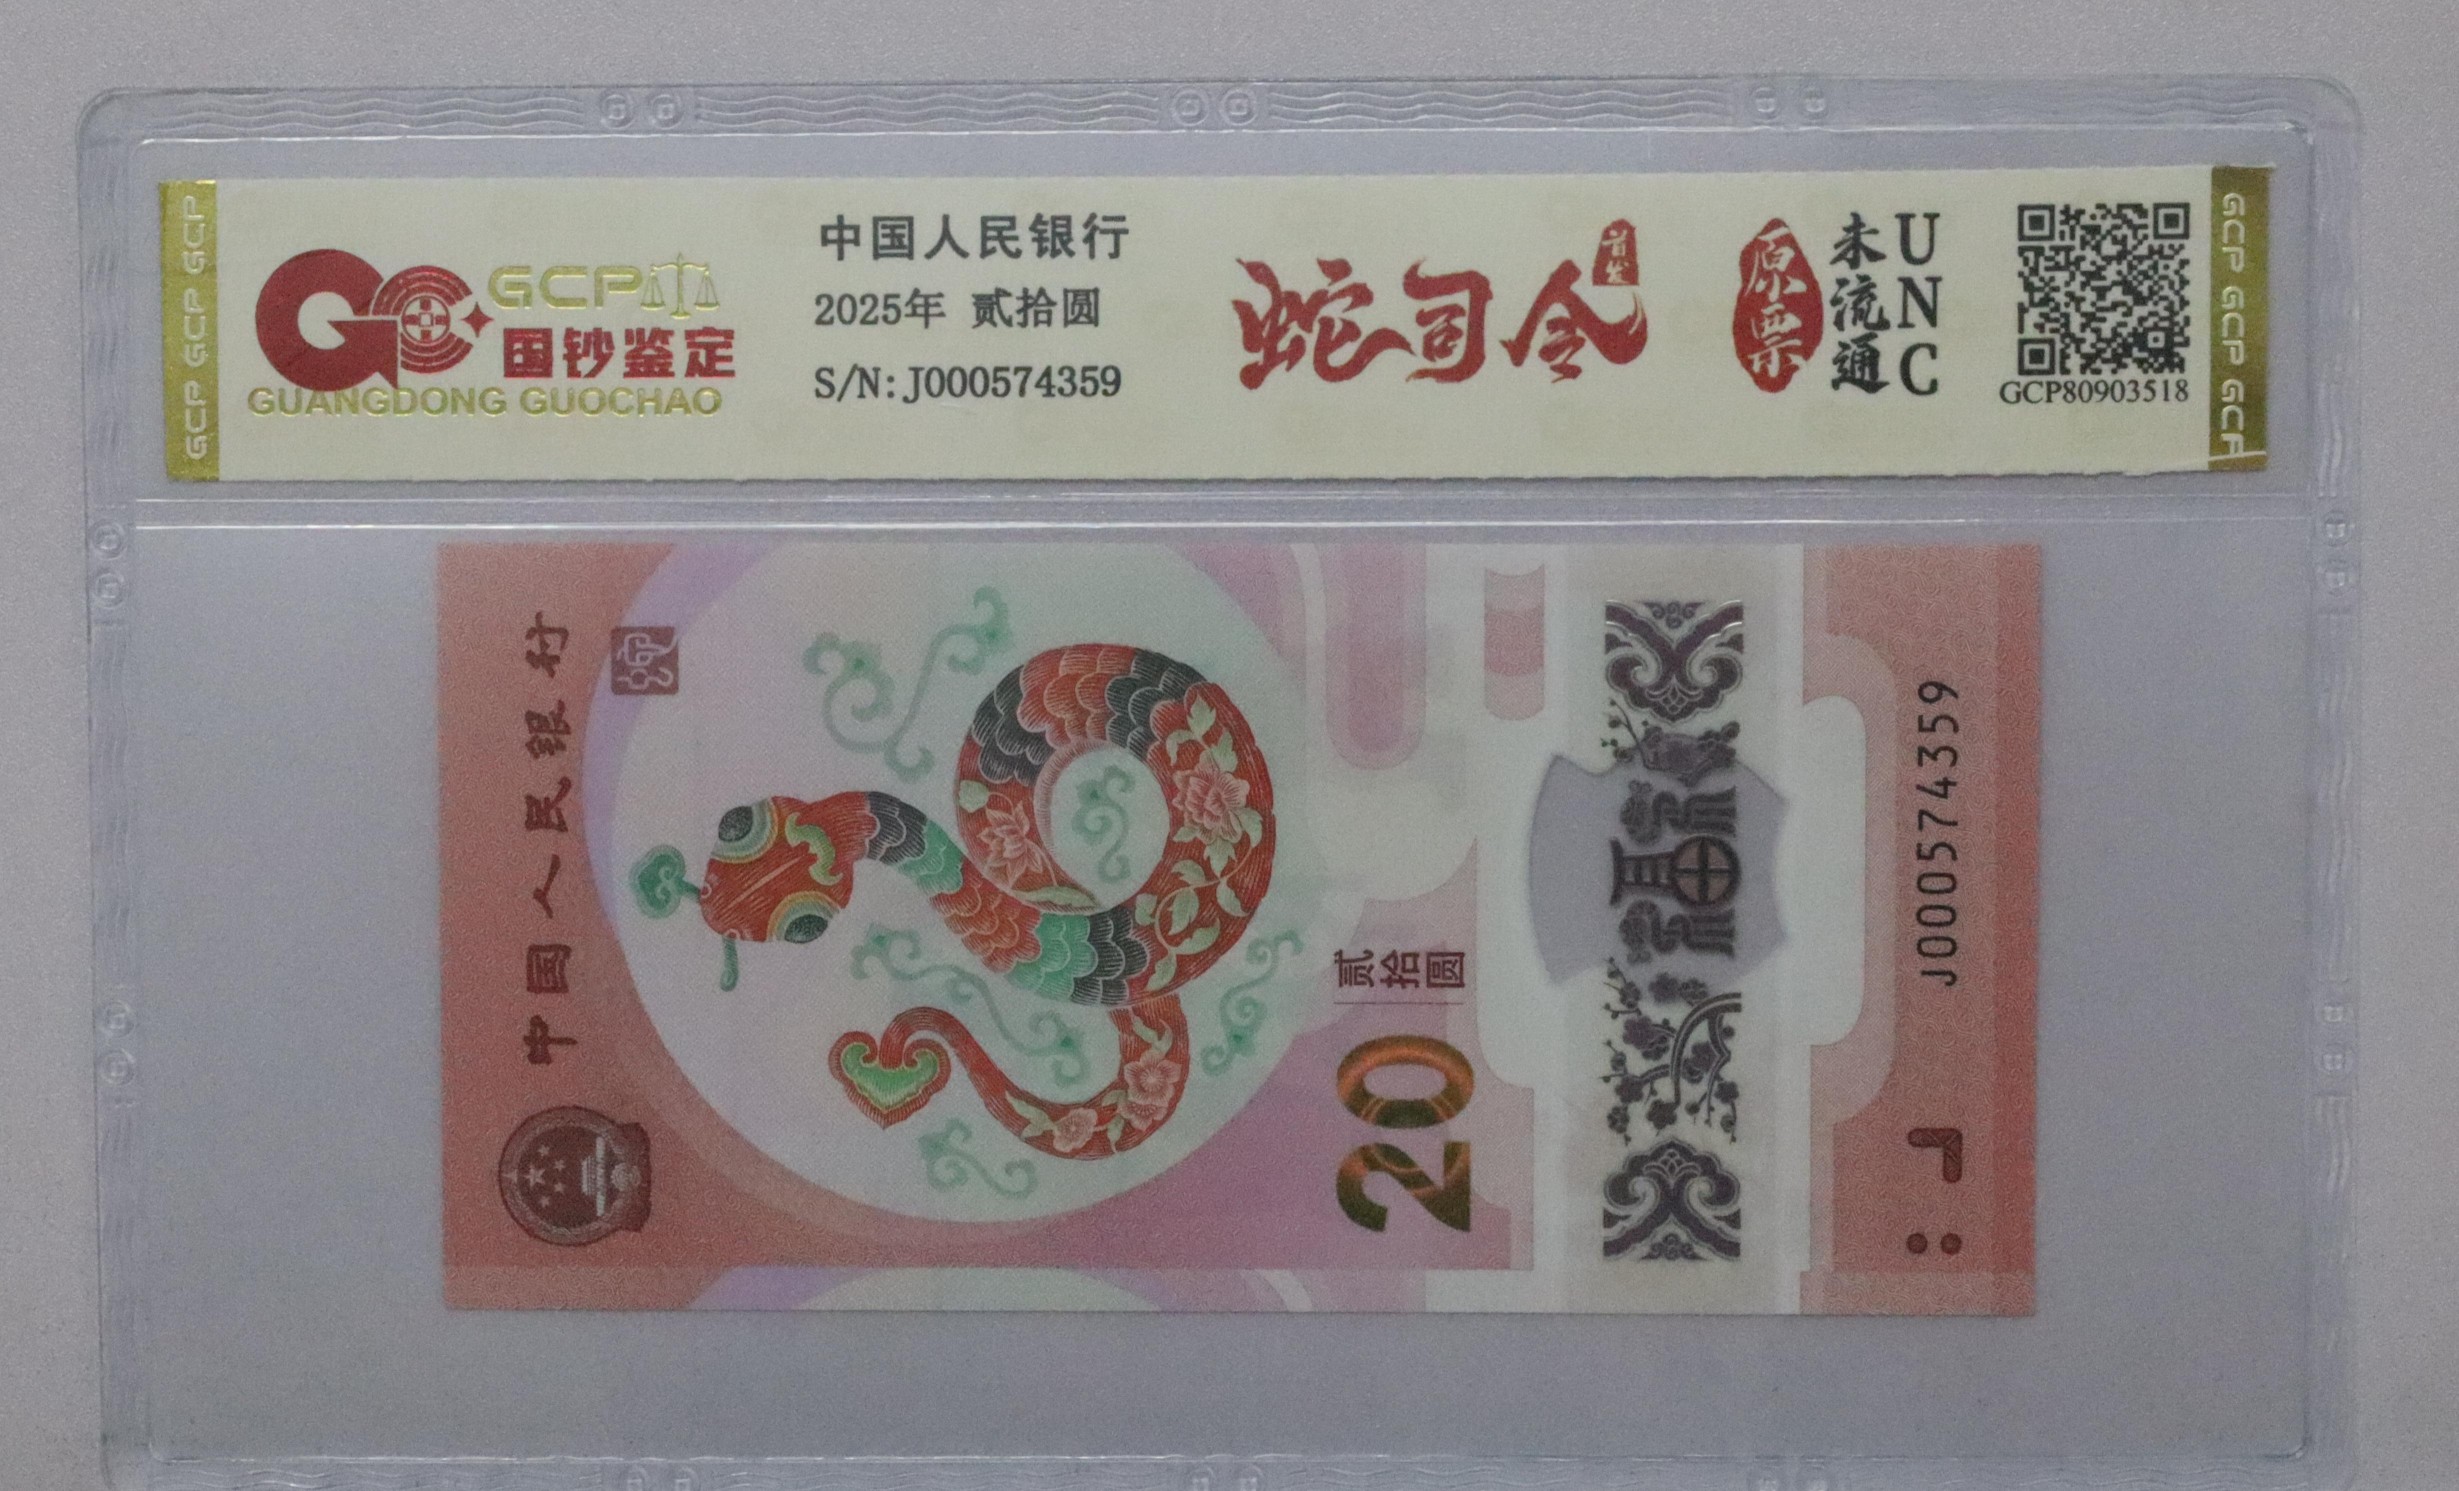 GCP GCP GCP
GCP
国钞鉴定
GUANGDONG GUOCHAO
中国人民银行
2025年 贰拾圆
S/N: J000574359
蛇司令
首发
原票
未流通
UNC
GCP80903518
GCP GCP GCP
中国人民银行
蛇
20
贰拾圆
福
J000574359